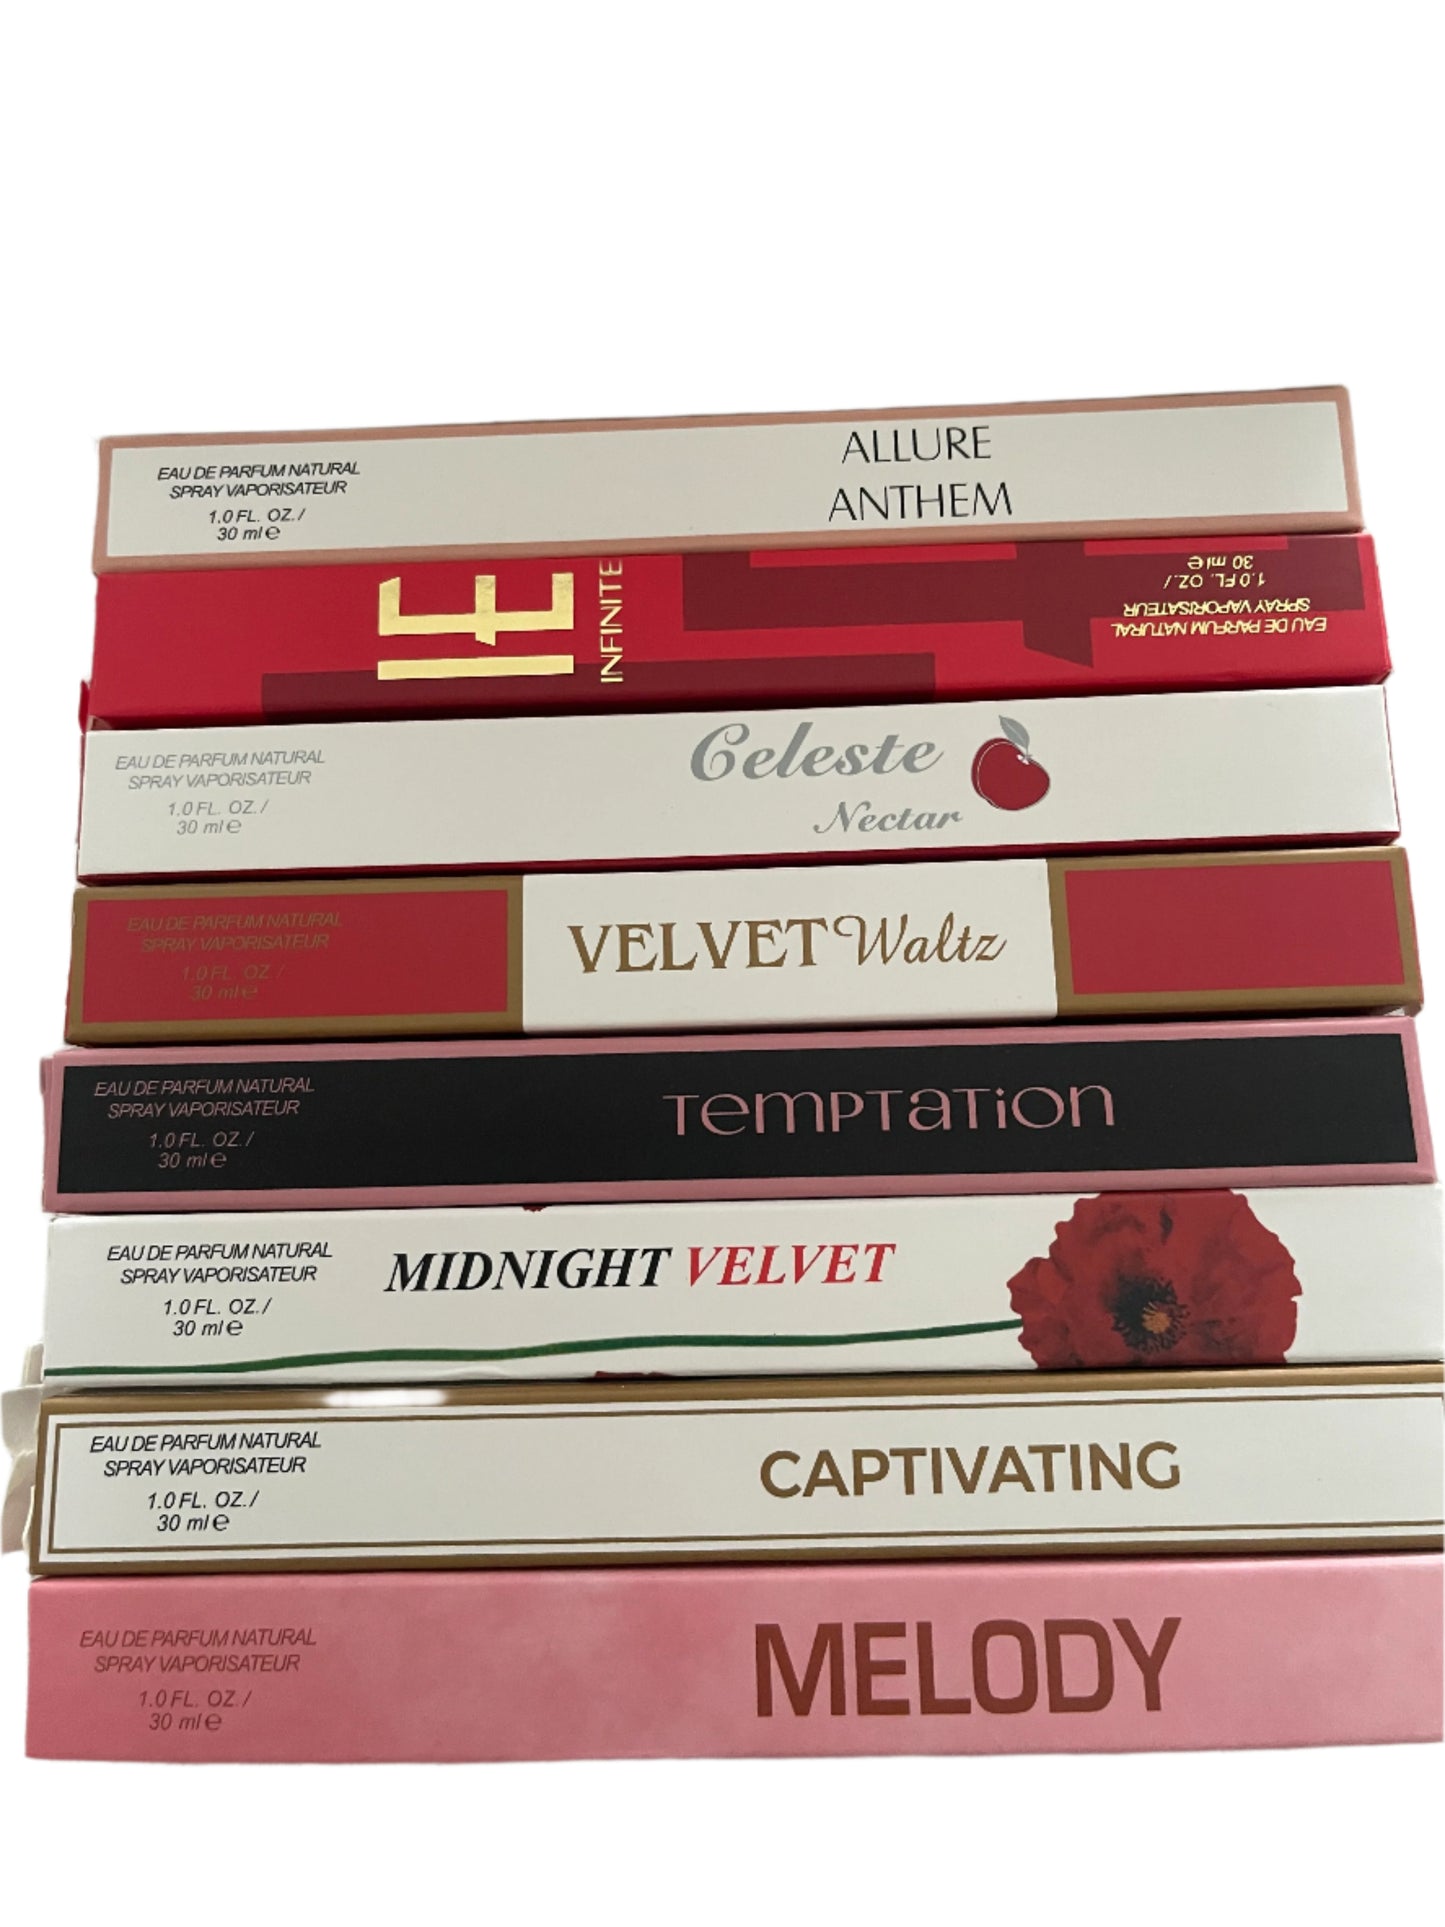 EAU DE PARFUM NATURAL
SPRAY VAPORISATEUR
1.0 FL. OZ. /
30 ml ℮
ALLURE
ANTHEM
INFINITE
EAU DE PARFUM NATURAL
SPRAY VAPORISATEUR
1.0 FL. OZ. /
30 ml ℮
EAU DE PARFUM NATURAL
SPRAY VAPORISATEUR
1.0 FL. OZ. /
30 ml ℮
Celeste
Nectar
EAU DE PARFUM NATURAL
SPRAY VAPORISATEUR
1.0 FL. OZ. /
30 ml ℮
VELVET Waltz
EAU DE PARFUM NATURAL
SPRAY VAPORISATEUR
1.0 FL. OZ. /
30 ml ℮
TemPTaTion
EAU DE PARFUM NATURAL
SPRAY VAPORISATEUR
1.0 FL. OZ. /
30 ml ℮
MIDNIGHT VELVET
EAU DE PARFUM NATURAL
SPRAY VAPORISATEUR
1.0 FL. OZ. /
30 ml ℮
CAPTIVATING
EAU DE PARFUM NATURAL
SPRAY VAPORISATEUR
1.0 FL. OZ. /
30 ml ℮
MELODY